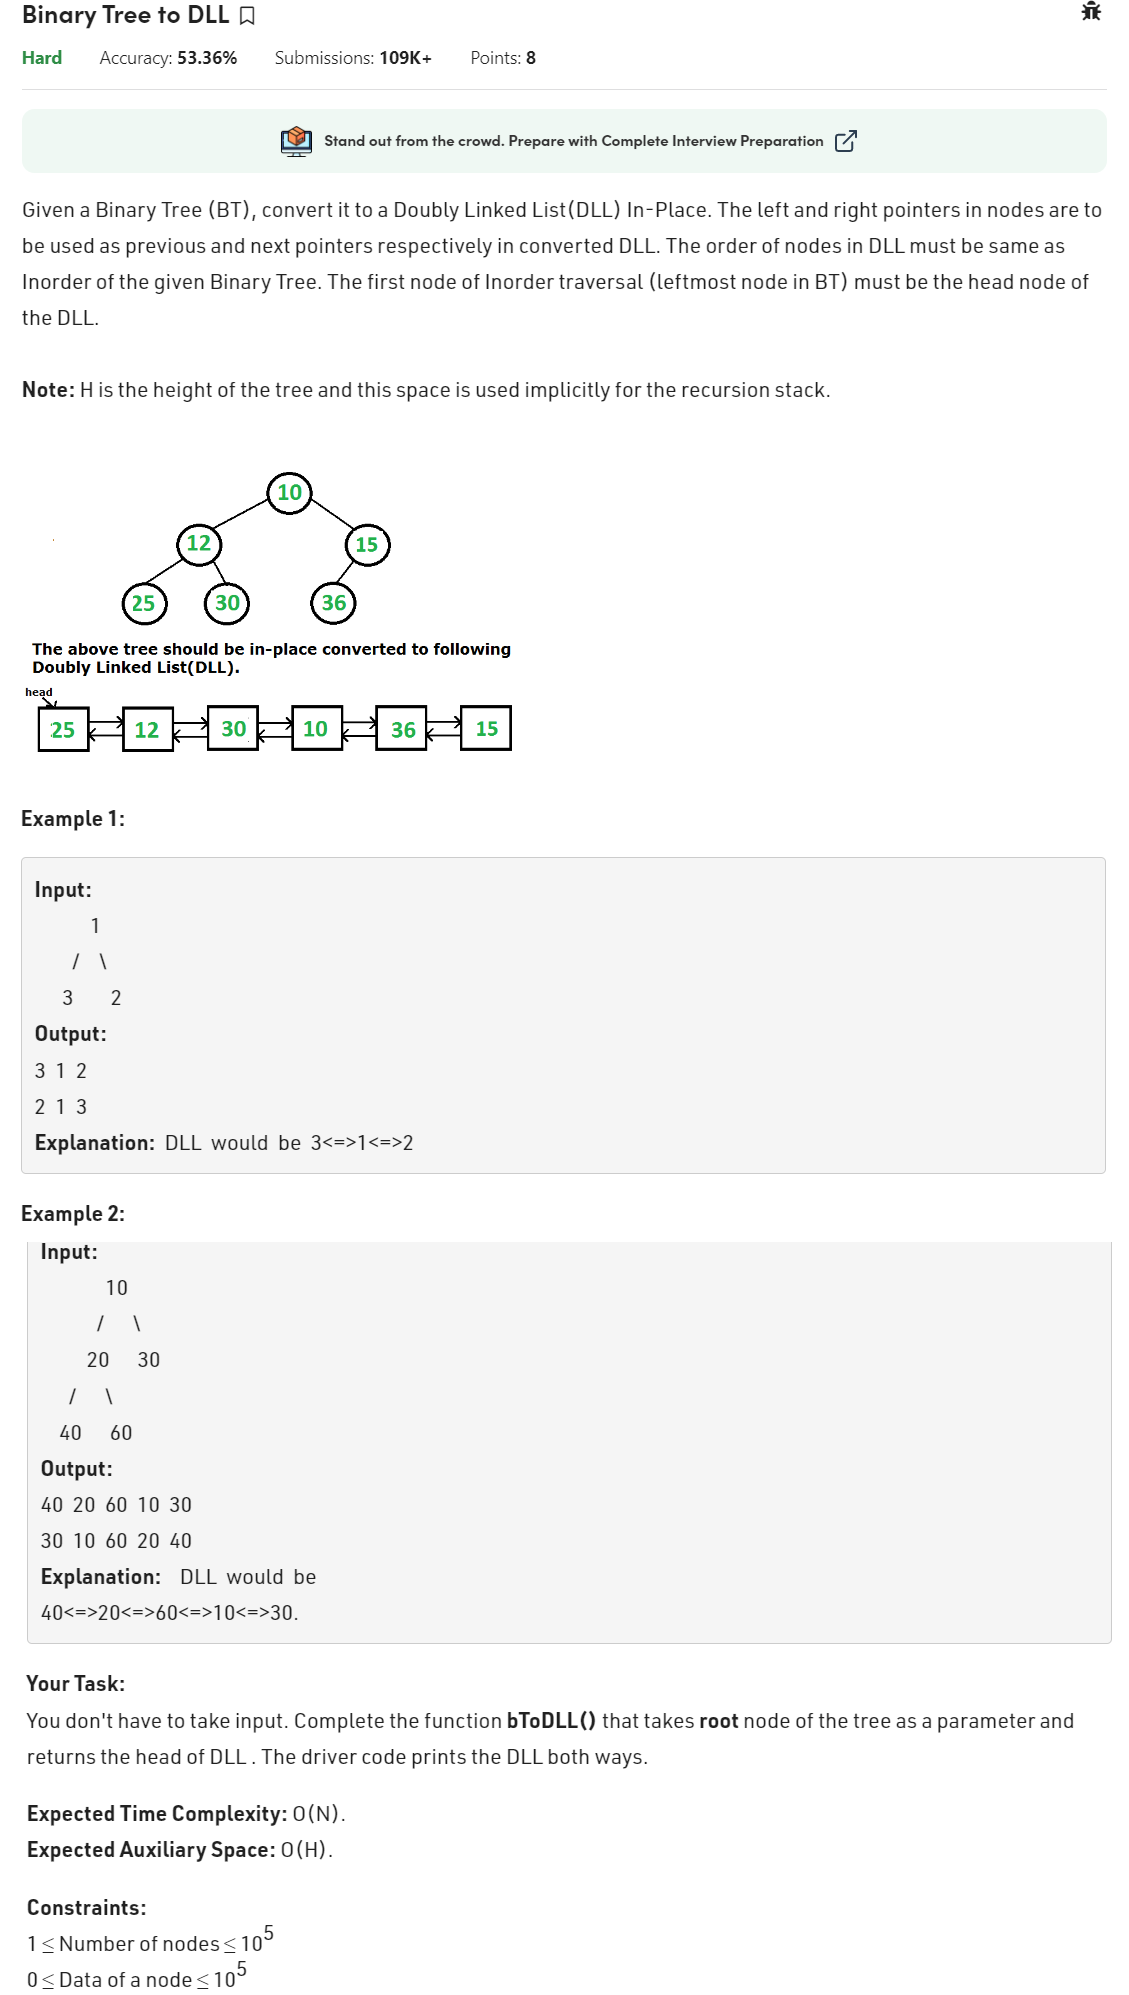 Binary Tree to DLL
Hard Accuracy: 53.36% Submissions: 109K+ Points: 8
Stand out from the crowd. Prepare with Complete Interview Preparation
Given a Binary Tree (BT), convert it to a Doubly Linked List(DLL) In-Place. The left and right pointers in nodes are to
be used as previous and next pointers respectively in converted DLL. The order of nodes in DLL must be same as
Inorder of the given Binary Tree. The first node of Inorder traversal (leftmost node in BT) must be the head node of
the DLL.
Note: H is the height of the tree and this space is used implicitly for the recursion stack.
10
12 15
25 30 36
The above tree should be in-place converted to following
Doubly Linked List(DLL).
head
25 12 30 10 36 15
Example 1:
Input:
1
/ \
3 2
Output:
3 1 2
2 1 3
Explanation: DLL would be 3<=>1<=>2
Example 2:
Input:
10
/ \
20 30
/ \
40 60
Output:
40 20 60 10 30
30 10 60 20 40
Explanation: DLL would be
40<=>20<=>60<=>10<=>30.
Your Task:
You don't have to take input. Complete the function bToDLL() that takes root node of the tree as a parameter and
returns the head of DLL . The driver code prints the DLL both ways.
Expected Time Complexity: O(N).
Expected Auxiliary Space: O(H).
Constraints:
1 ≤ Number of nodes ≤ 10⁵
0 ≤ Data of a node ≤ 10⁵